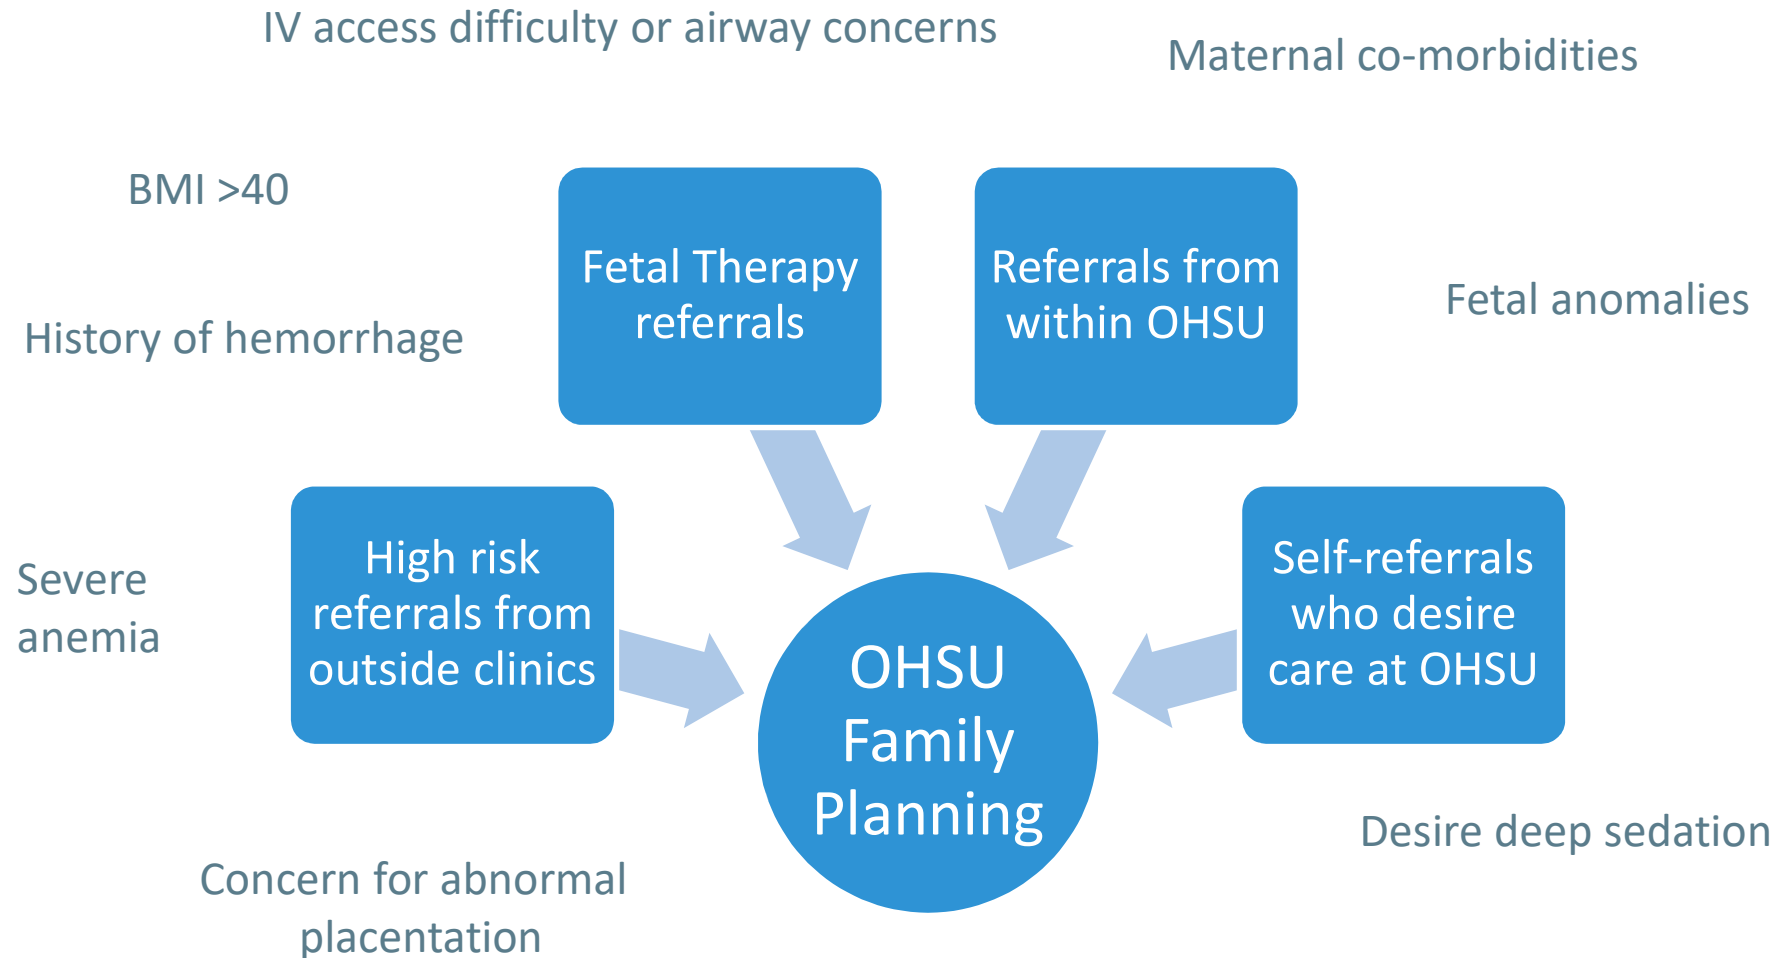 IV access difficulty or airway concerns
Maternal co-morbidities
BMI >40
Fetal Therapy
referrals
Referrals from
within OHSU
Fetal anomalies
History of hemorrhage
High risk
referrals from
outside clinics
Self-referrals
who desire
care at OHSU
Severe
anemia
OHSU
Family
Planning
Desire deep sedation
Concern for abnormal
placentation